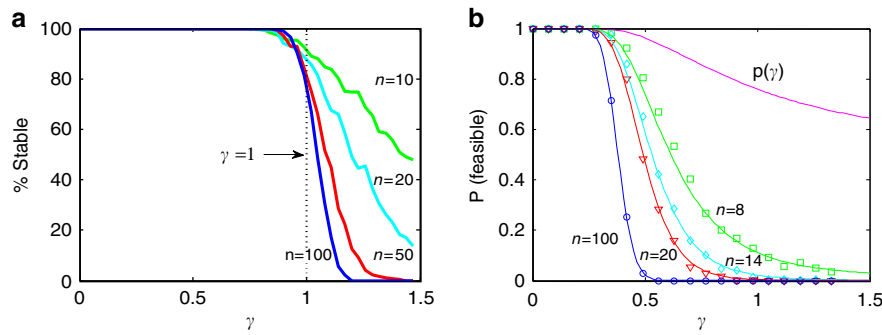 a
100
80
60
40
20
0
% Stable
0
0.5
1
1.5
γ
γ =1
n=10
n=20
n=50
n=100
b
1
0.8
0.6
0.4
0.2
0
P (feasible)
0
0.5
1
1.5
γ
p(γ)
n=8
n=14
n=20
n=100